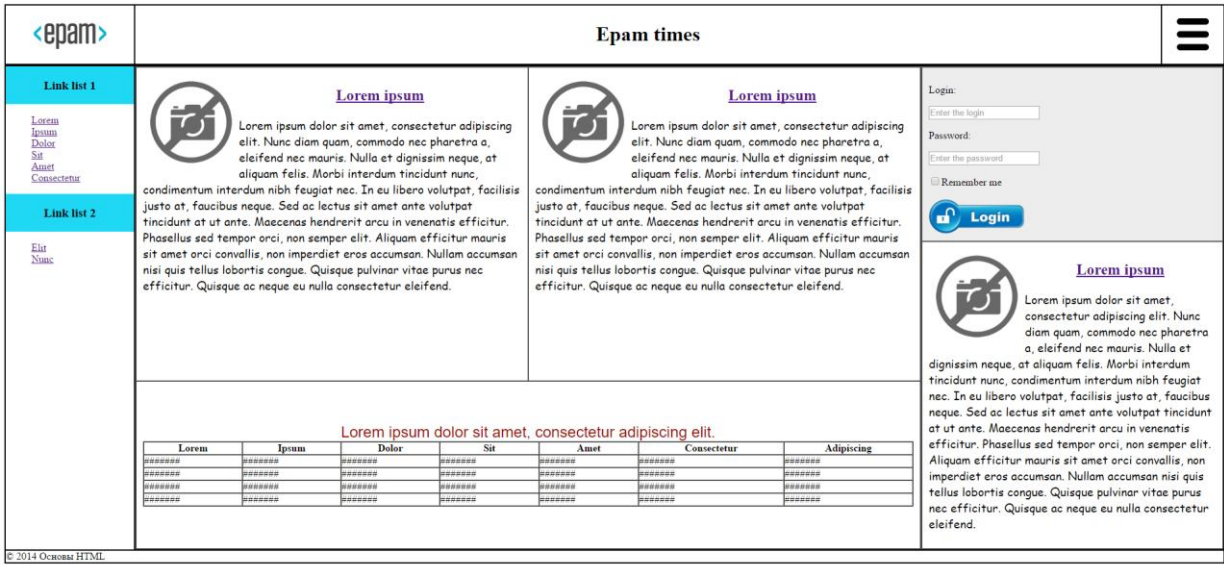 <epam>
Epam times
Link list 1
Lorem
Ipsum
Dolor
Sit
Amet
Consectetur
Link list 2
Elit
Nunc
Lorem ipsum
Lorem ipsum dolor sit amet, consectetur adipiscing
elit. Nunc diam quam, commodo nec pharetra a,
eleifend nec mauris. Nulla et dignissim neque, at
aliquam felis. Morbi interdum tincidunt nunc,
condimentum interdum nibh feugiat nec. In eu libero volutpat, facilisis
justo at, faucibus neque. Sed ac lectus sit amet ante volutpat
tincidunt at ut ante. Maecenas hendrerit arcu in venenatis efficitur.
Phasellus sed tempor orci, non semper elit. Aliquam efficitur mauris
sit amet orci convallis, non imperdiet eros accumsan. Nullam accumsan
nisi quis tellus lobortis congue. Quisque pulvinar vitae purus nec
efficitur. Quisque ac neque eu nulla consectetur eleifend.
Lorem ipsum
Lorem ipsum dolor sit amet, consectetur adipiscing
elit. Nunc diam quam, commodo nec pharetra a,
eleifend nec mauris. Nulla et dignissim neque, at
aliquam felis. Morbi interdum tincidunt nunc,
condimentum interdum nibh feugiat nec. In eu libero volutpat, facilisis
justo at, faucibus neque. Sed ac lectus sit amet ante volutpat
tincidunt at ut ante. Maecenas hendrerit arcu in venenatis efficitur.
Phasellus sed tempor orci, non semper elit. Aliquam efficitur mauris
sit amet orci convallis, non imperdiet eros accumsan. Nullam accumsan
nisi quis tellus lobortis congue. Quisque pulvinar vitae purus nec
efficitur. Quisque ac neque eu nulla consectetur eleifend.
Lorem ipsum dolor sit amet, consectetur adipiscing elit.
Lorem Ipsum Dolor Sit Amet Consectetur Adipiscing
####### ####### ####### ####### ####### ####### #######
####### ####### ####### ####### ####### ####### #######
####### ####### ####### ####### ####### ####### #######
####### ####### ####### ####### ####### ####### #######
Login:
Enter the login
Password:
Enter the password
Remember me
Login
Lorem ipsum
Lorem ipsum dolor sit amet,
consectetur adipiscing elit. Nunc
diam quam, commodo nec pharetra
a, eleifend nec mauris. Nulla et
dignissim neque, at aliquam felis. Morbi interdum
tincidunt nunc, condimentum interdum nibh feugiat
nec. In eu libero volutpat, facilisis justo at, faucibus
neque. Sed ac lectus sit amet ante volutpat tincidunt
at ut ante. Maecenas hendrerit arcu in venenatis
efficitur. Phasellus sed tempor orci, non semper elit.
Aliquam efficitur mauris sit amet orci convallis, non
imperdiet eros accumsan. Nullam accumsan nisi quis
tellus lobortis congue. Quisque pulvinar vitae purus
nec efficitur. Quisque ac neque eu nulla consectetur
eleifend.
© 2014 Основы HTML